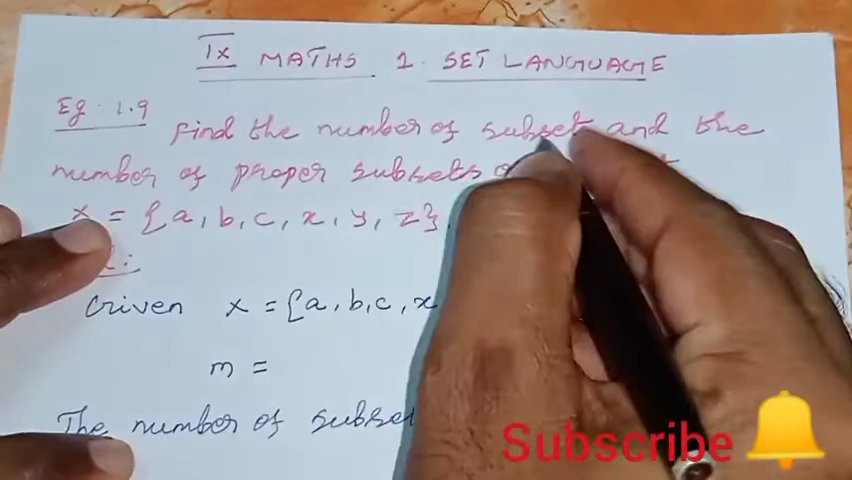 IX MATHS 1. SET LANGUAGE
Eg. 1.9 Find the number of subset and the
number of proper subsets
X = {a, b, c, x, y, z}.
Given X = {a, b, c, x
m =
The number of subset
Subscribe